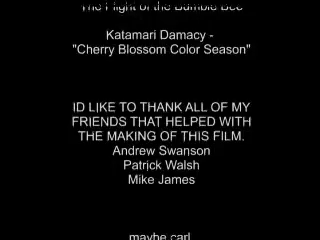 The Flight of the Bumble Bee
Katamari Damacy -
"Cherry Blossom Color Season"
ID LIKE TO THANK ALL OF MY
FRIENDS THAT HELPED WITH
THE MAKING OF THIS FILM.
Andrew Swanson
Patrick Walsh
Mike James
maybe carl